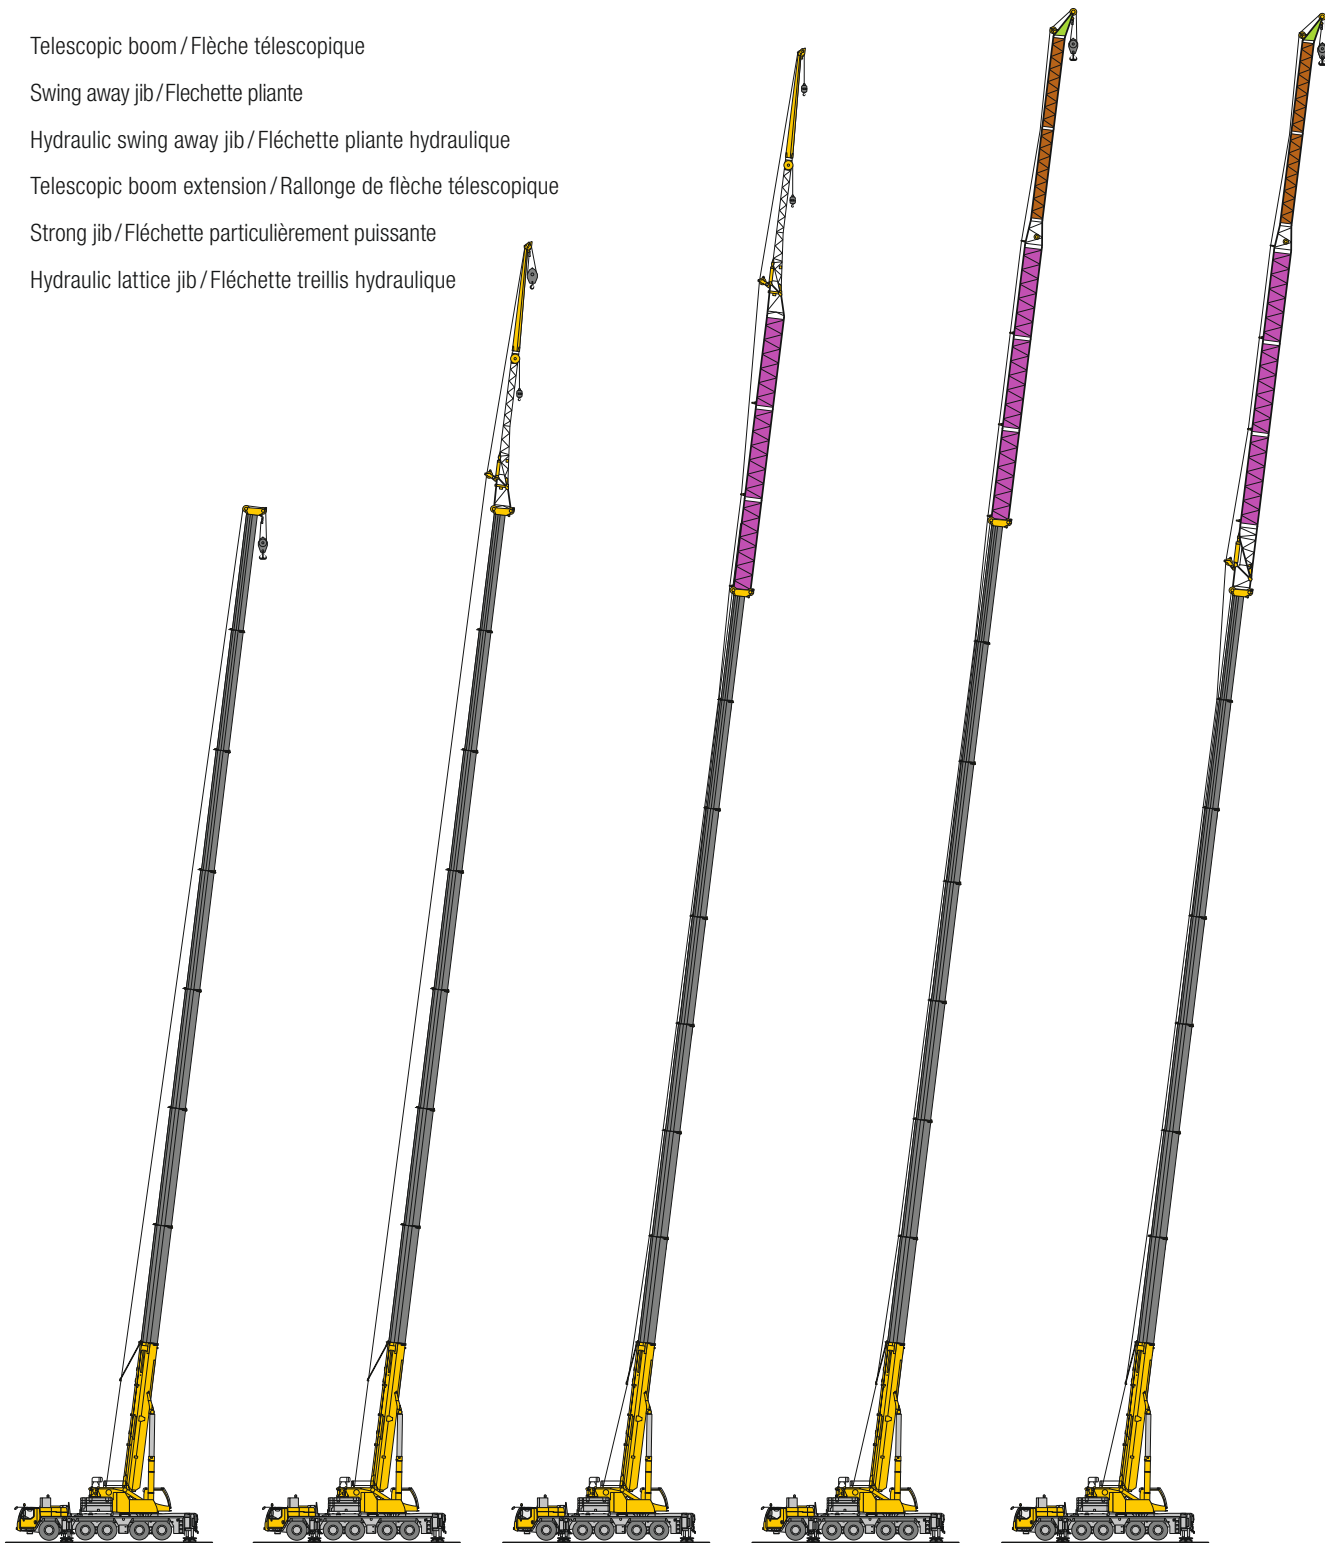 Telescopic boom / Flèche télescopique
Swing away jib / Flechette pliante
Hydraulic swing away jib / Fléchette pliante hydraulique
Telescopic boom extension / Rallonge de flèche télescopique
Strong jib / Fléchette particulièrement puissante
Hydraulic lattice jib / Fléchette treillis hydraulique